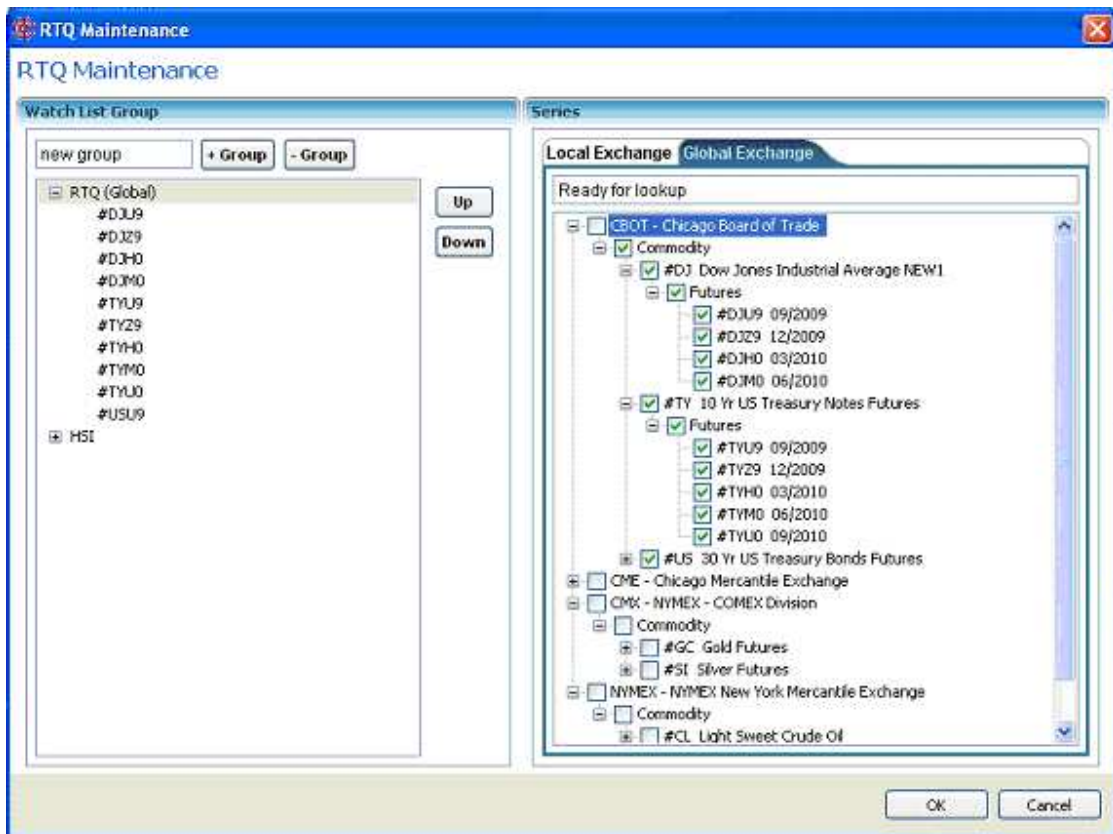 RTQ Maintenance
RTQ Maintenance
Watch List Group
new group
+ Group
- Group
RTQ (Global)
#DJU9
#DJZ9
#DJH0
#DJM0
#TYU9
#TYZ9
#TYH0
#TYM0
#TYU0
#USU9
HSI
Up
Down
Series
Local Exchange
Global Exchange
Ready for lookup
CBOT - Chicago Board of Trade
Commodity
#DJ Dow Jones Industrial Average NEW1
Futures
#DJU9 09/2009
#DJZ9 12/2009
#DJH0 03/2010
#DJM0 06/2010
#TY 10 Yr US Treasury Notes Futures
Futures
#TYU9 09/2009
#TYZ9 12/2009
#TYH0 03/2010
#TYM0 06/2010
#TYU0 09/2010
#US 30 Yr US Treasury Bonds Futures
CME - Chicago Mercantile Exchange
CMX - NYMEX - COMEX Division
Commodity
#GC Gold Futures
#SI Silver Futures
NYMEX - NYMEX New York Mercantile Exchange
Commodity
#CL Light Sweet Crude Oil
OK
Cancel